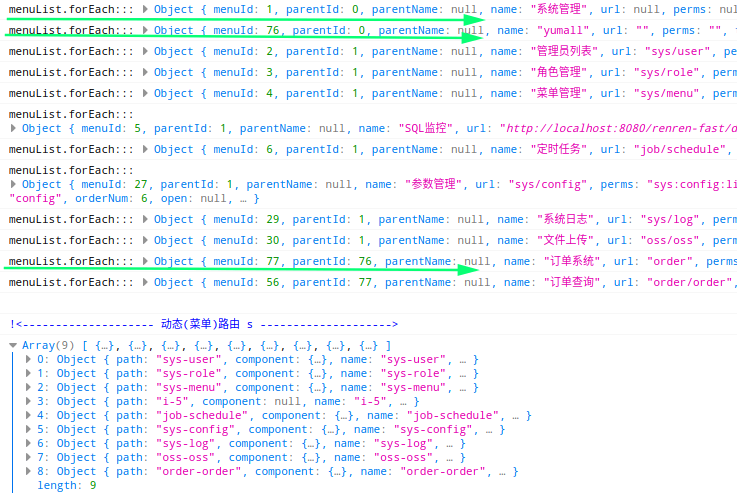 menuList.forEach::: ▶ Object { menuId: 1, parentId: 0, parentName: null, name: "系统管理", url: null, perms: nul
menuList.forEach::: ▶ Object { menuId: 76, parentId: 0, parentName: null, name: "yumall", url: "", perms: "",
menuList.forEach::: ▶ Object { menuId: 2, parentId: 1, parentName: null, name: "管理员列表", url: "sys/user", pe
menuList.forEach::: ▶ Object { menuId: 3, parentId: 1, parentName: null, name: "角色管理", url: "sys/role", perm
menuList.forEach::: ▶ Object { menuId: 4, parentId: 1, parentName: null, name: "菜单管理", url: "sys/menu", perm
menuList.forEach:::
▶ Object { menuId: 5, parentId: 1, parentName: null, name: "SQL监控", url: "http://localhost:8080/renren-fast/d
menuList.forEach::: ▶ Object { menuId: 6, parentId: 1, parentName: null, name: "定时任务", url: "job/schedule",
menuList.forEach:::
▶ Object { menuId: 27, parentId: 1, parentName: null, name: "参数管理", url: "sys/config", perms: "sys:config:li
"config", orderNum: 6, open: null, … }
menuList.forEach::: ▶ Object { menuId: 29, parentId: 1, parentName: null, name: "系统日志", url: "sys/log", perm
menuList.forEach::: ▶ Object { menuId: 30, parentId: 1, parentName: null, name: "文件上传", url: "oss/oss", perm
menuList.forEach::: ▶ Object { menuId: 77, parentId: 76, parentName: null, name: "订单系统", url: "order", perms
menuList.forEach::: ▶ Object { menuId: 56, parentId: 77, parentName: null, name: "订单查询", url: "order/order",
!<-------------------- 动态(菜单)路由 s -------------------->
▼ Array(9) [ {…}, {…}, {…}, {…}, {…}, {…}, {…}, {…}, {…} ]
▶ 0: Object { path: "sys-user", component: {…}, name: "sys-user", … }
▶ 1: Object { path: "sys-role", component: {…}, name: "sys-role", … }
▶ 2: Object { path: "sys-menu", component: {…}, name: "sys-menu", … }
▶ 3: Object { path: "i-5", component: null, name: "i-5", … }
▶ 4: Object { path: "job-schedule", component: {…}, name: "job-schedule", … }
▶ 5: Object { path: "sys-config", component: {…}, name: "sys-config", … }
▶ 6: Object { path: "sys-log", component: {…}, name: "sys-log", … }
▶ 7: Object { path: "oss-oss", component: {…}, name: "oss-oss", … }
▶ 8: Object { path: "order-order", component: {…}, name: "order-order", … }
length: 9